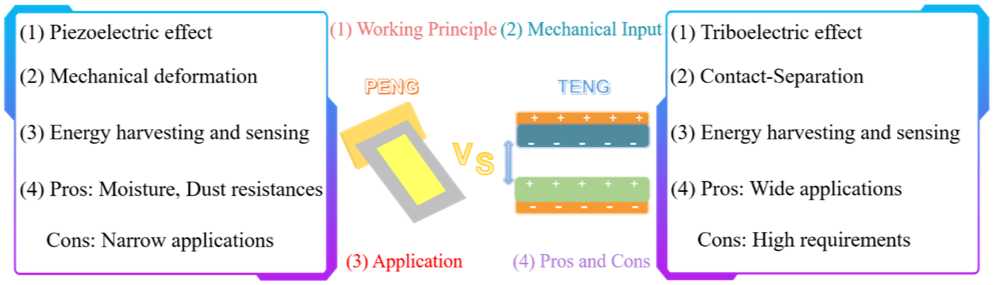 (1) Piezoelectric effect
(2) Mechanical deformation
(3) Energy harvesting and sensing
(4) Pros: Moisture, Dust resistances
Cons: Narrow applications
(1) Working Principle
(2) Mechanical Input
PENG
TENG
VS
+ + + + +
- - - - -
+ + + + +
- - - - -
(3) Application
(4) Pros and Cons
(1) Triboelectric effect
(2) Contact-Separation
(3) Energy harvesting and sensing
(4) Pros: Wide applications
Cons: High requirements